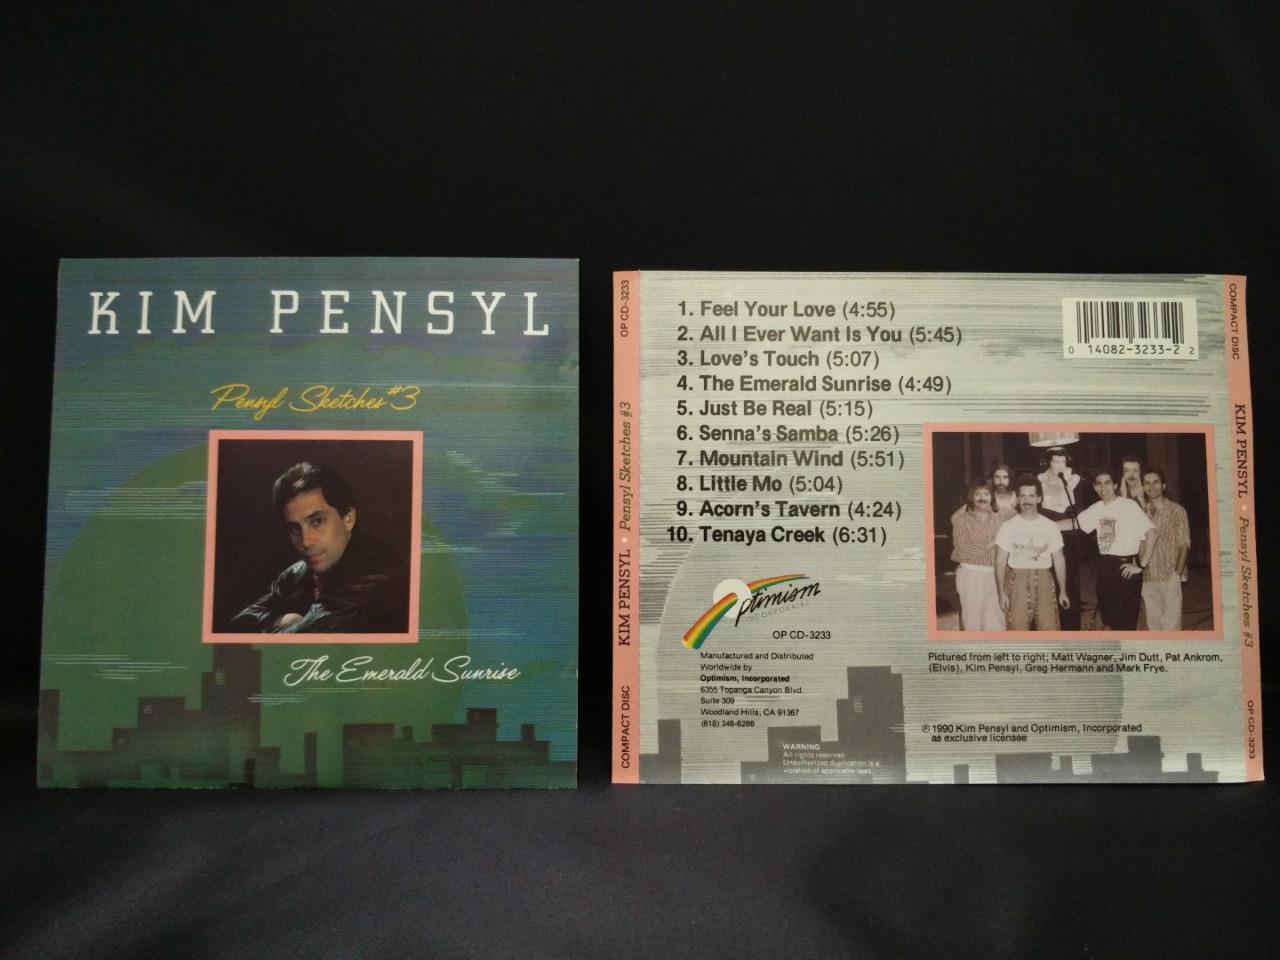 KIM PENSYL
Pensyl Sketches #3
The Emerald Sunrise
OP CD-3233
KIM PENSYL • Pensyl Sketches #3
COMPACT DISC
1. Feel Your Love (4:55)
2. All I Ever Want Is You (5:45)
3. Love's Touch (5:07)
4. The Emerald Sunrise (4:49)
5. Just Be Real (5:15)
6. Senna's Samba (5:26)
7. Mountain Wind (5:51)
8. Little Mo (5:04)
9. Acorn's Tavern (4:24)
10. Tenaya Creek (6:31)
0 14082-3233-2 2
Optimism
INCORPORATED
OP CD-3233
Manufactured and Distributed
Worldwide by
Optimism, Incorporated
6355 Topanga Canyon Blvd.
Suite 309
Woodland Hills, CA 91367
(818) 346-6286
WARNING
All rights reserved
Unauthorized duplication is a
violation of applicable laws.
Pictured from left to right; Matt Wagner, Jim Dutt, Pat Ankrom,
(Elvis), Kim Pensyl, Greg Hermann and Mark Frye.
℗ 1990 Kim Pensyl and Optimism, Incorporated
as exclusive licensee
COMPACT DISC
KIM PENSYL • Pensyl Sketches #3
OP CD-3233